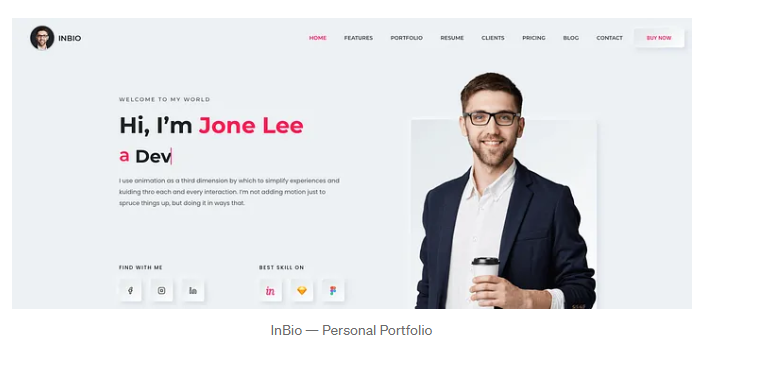 INBIO
HOME FEATURES PORTFOLIO RESUME CLIENTS PRICING BLOG CONTACT BUY NOW
WELCOME TO MY WORLD
Hi, I’m Jone Lee
a Dev
I use animation as a third dimension by which to simplify experiences and
kuiding thro each and every interaction. I’m not adding motion just to
spruce things up, but doing it in ways that.
FIND WITH ME
BEST SKILL ON
f
in
in
InBio — Personal Portfolio